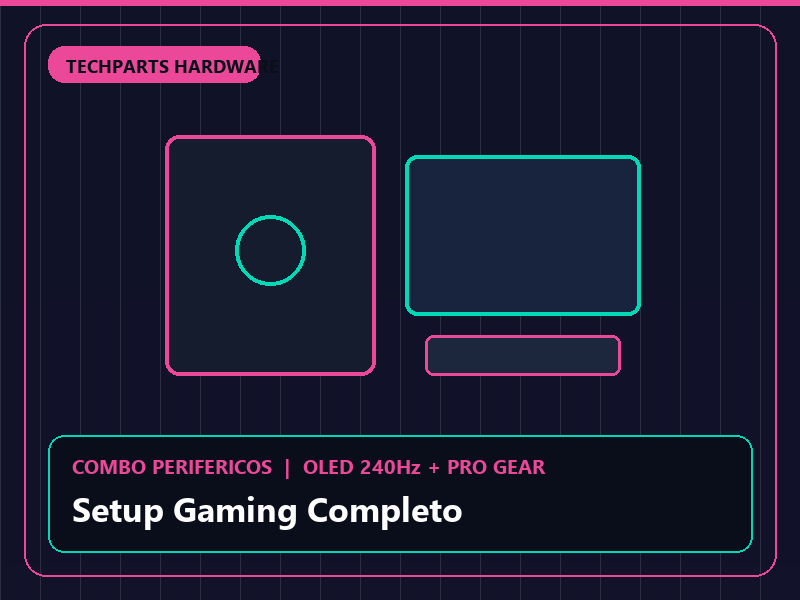 TECHPARTS HARDWARE
COMBO PERIFERICOS | OLED 240Hz + PRO GEAR
Setup Gaming Completo